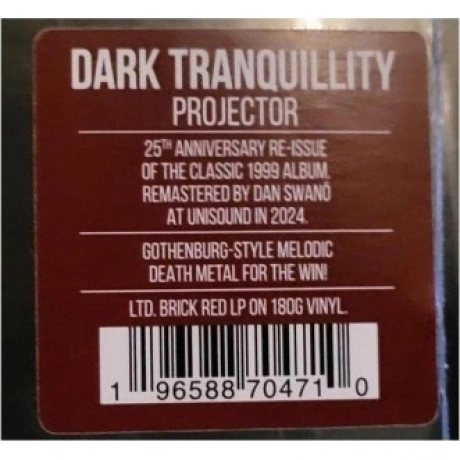 DARK TRANQUILLITY
PROJECTOR
25TH ANNIVERSARY RE-ISSUE
OF THE CLASSIC 1999 ALBUM.
REMASTERED BY DAN SWANÖ
AT UNISOUND IN 2024.
GOTHENBURG-STYLE MELODIC
DEATH METAL FOR THE WIN!
LTD. BRICK RED LP ON 180G VINYL.
1 96588 70471 0